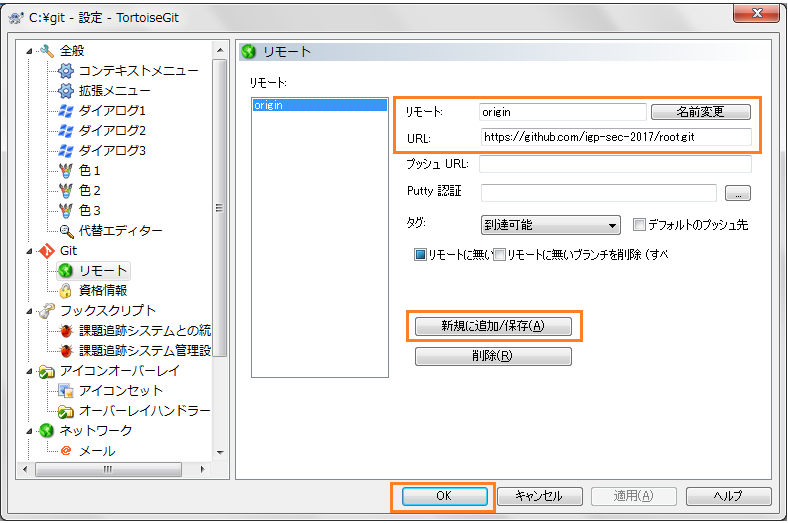 C:¥git - 設定 - TortoiseGit
全般
コンテキストメニュー
拡張メニュー
ダイアログ1
ダイアログ2
ダイアログ3
色1
色2
色3
代替エディター
Git
リモート
資格情報
フックスクリプト
課題追跡システムとの統
課題追跡システム管理設
アイコンオーバーレイ
アイコンセット
オーバーレイハンドラー
ネットワーク
メール
リモート
リモート:
origin
リモート: origin 名前変更
URL: https://github.com/igp-sec-2017/root.git
プッシュ URL:
Putty 認証 ...
タグ: 到達可能 デフォルトのプッシュ先
リモートに無い リモートに無いブランチを削除 (すべ
新規に追加/保存(A)
削除(R)
OK キャンセル 適用(A) ヘルプ